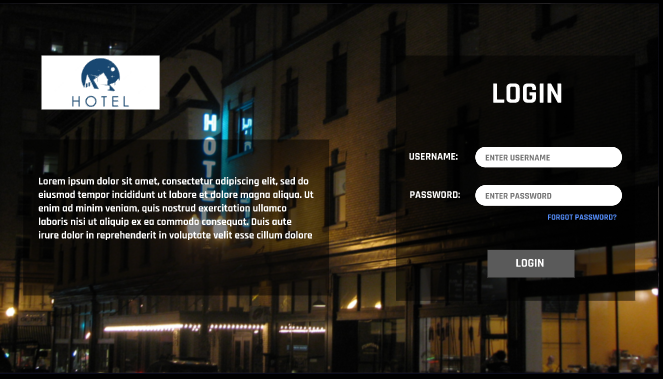 HOTEL
HOTEL
Lorem ipsum dolor sit amet, consectetur adipiscing elit, sed do
eiusmod tempor incididunt ut labore et dolore magna aliqua. Ut
enim ad minim veniam, quis nostrud exercitation ullamco
laboris nisi ut aliquip ex ea commodo consequat. Duis aute
irure dolor in reprehenderit in voluptate velit esse cillum dolore
LOGIN
USERNAME:
ENTER USERNAME
PASSWORD:
ENTER PASSWORD
FORGOT PASSWORD?
LOGIN